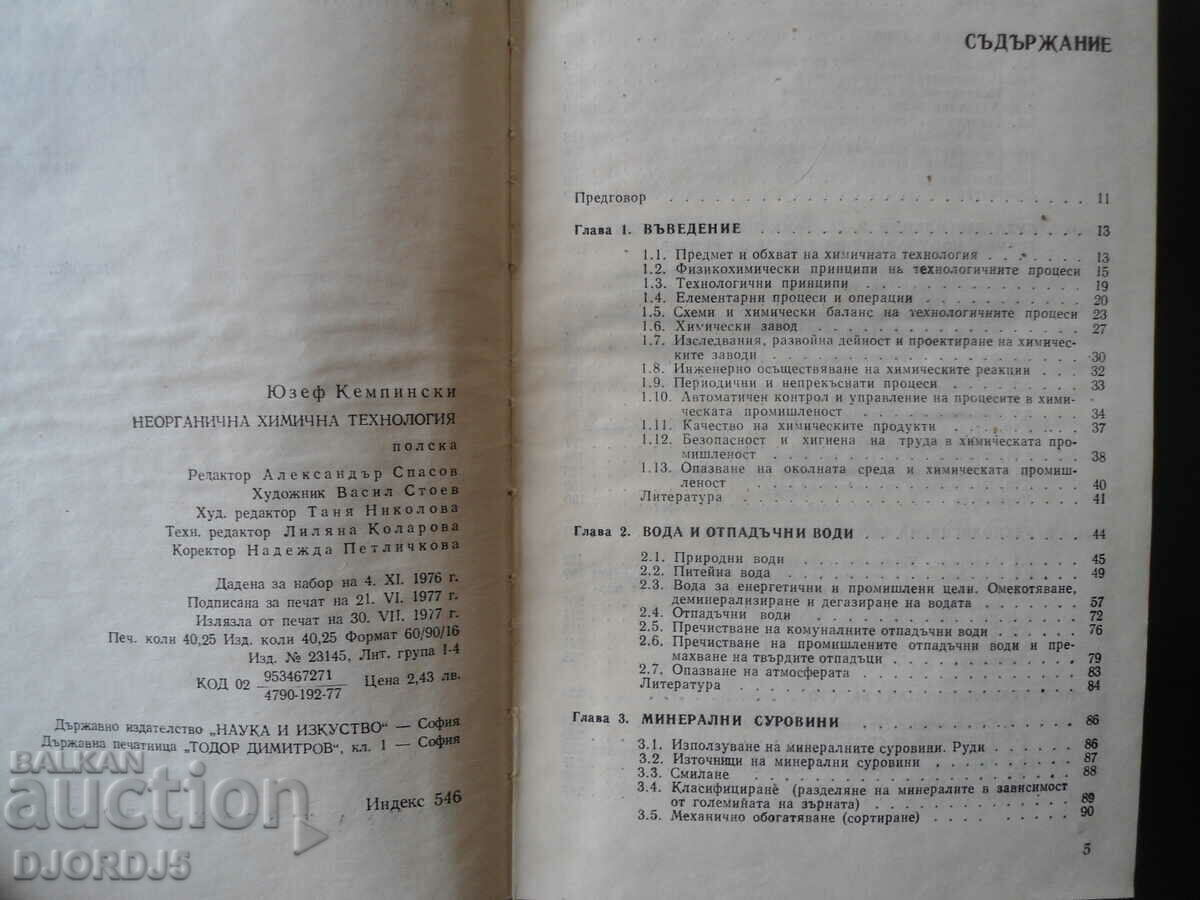 Юзеф Кемпински
НЕОРГАНИЧНА ХИМИЧНА ТЕХНОЛОГИЯ
полска
Редактор Александър Спасов
Художник Васил Стоев
Худ. редактор Таня Николова
Техн. редактор Лиляна Коларова
Коректор Надежда Петличкова
Дадена за набор на 4. XI. 1976 г.
Подписана за печат на 21. VI. 1977 г.
Излязла от печат на 30. VII. 1977 г.
Печ. коли 40,25 Изд. коли 40,25 Формат 60/90/16
Изд. № 23145, Лит. група I-4
КОД 02 953467271/4790-192-77 Цена 2,43 лв.
Държавно издателство „НАУКА И ИЗКУСТВО“ — София
Държавна печатница „ТОДОР ДИМИТРОВ“, кл. 1 — София
Индекс 546
BALKAN
auction
DJORDJ5
СЪДЪРЖАНИЕ
Предговор . . . 11
Глава 1. ВЪВЕДЕНИЕ . . . 13
1.1. Предмет и обхват на химичната технология . . . 13
1.2. Физикохимически принципи на технологичните процеси 15
1.3. Технологични принципи . . . 19
1.4. Елементарни процеси и операции . . . 20
1.5. Схеми и химически баланс на технологичните процеси 23
1.6. Химически завод . . . 27
1.7. Изследвания, развойна дейност и проектиране на химичес-
ките заводи . . . 30
1.8. Инженерно осъществяване на химическите реакции . . . 32
1.9. Периодични и непрекъснати процеси . . . 33
1.10. Автоматичен контрол и управление на процесите в хими-
ческата промишленост . . . 34
1.11. Качество на химическите продукти . . . 37
1.12. Безопасност и хигиена на труда в химическата про-
мишленост . . . 38
1.13. Опазване на околната среда и химическата промиш-
леност . . . 40
Литература . . . 41
Глава 2. ВОДА И ОТПАДЪЧНИ ВОДИ . . . 44
2.1. Природни води . . . 45
2.2. Питейна вода . . . 49
2.3. Вода за енергетични и промишлени цели. Омекотяване,
деминерализиране и дегазиране на водата . . . 57
2.4. Отпадъчни води . . . 72
2.5. Пречистване на комуналните отпадъчни води . . . 76
2.6. Пречистване на промишлените отпадъчни води и пре-
махване на твърдите отпадъци . . . 79
2.7. Опазване на атмосферата . . . 83
Литература . . . 84
Глава 3. МИНЕРАЛНИ СУРОВИНИ . . . 86
3.1. Използуване на минералните суровини. Руди . . . 86
3.2. Източници на минерални суровини . . . 87
3.3. Смилане . . . 88
3.4. Класифициране (разделяне на минералите в зависимост
от големийата на зърната) . . . 89
3.5. Механично обогатяване (сортиране) . . . 90
5